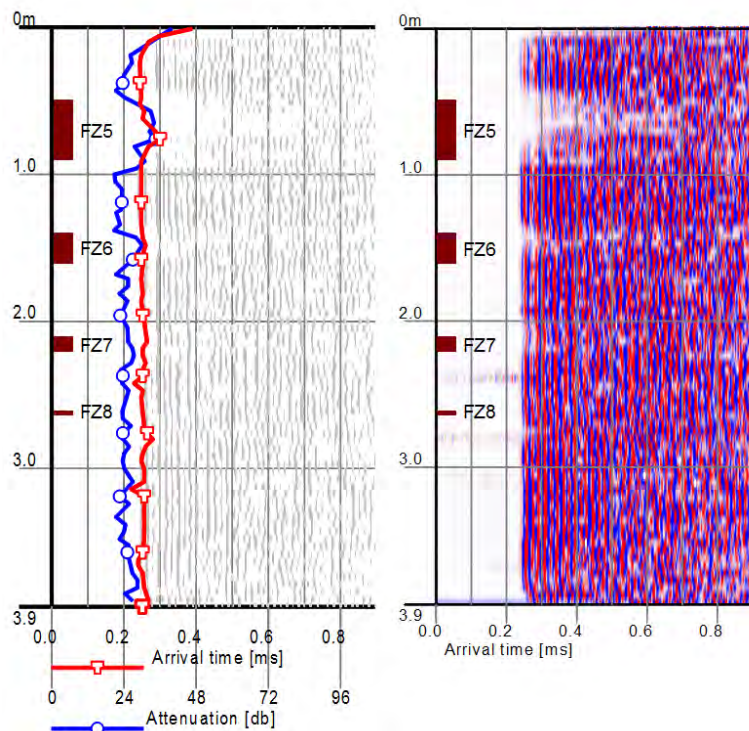 0m
FZ5
1.0
FZ6
2.0
FZ7
FZ8
3.0
3.9
0.0 0.2 0.4 0.6 0.8
Arrival time [ms]
0 24 48 72 96
Attenuation [db]
0m
FZ5
1.0
FZ6
2.0
FZ7
FZ8
3.0
3.9
0.0 0.2 0.4 0.6 0.8
Arrival time [ms]